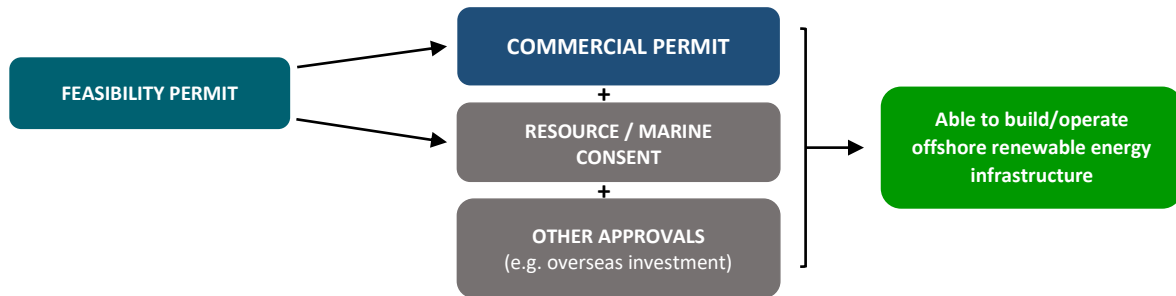 FEASIBILITY PERMIT
COMMERCIAL PERMIT
+
RESOURCE / MARINE
CONSENT
+
OTHER APPROVALS
(e.g. overseas investment)
Able to build/operate
offshore renewable energy
infrastructure